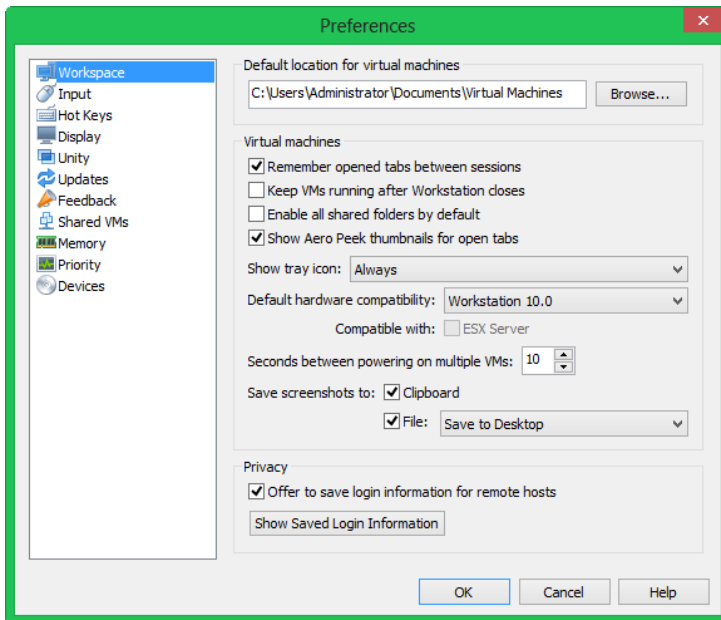 Preferences
Workspace
Input
Hot Keys
Display
Unity
Updates
Feedback
Shared VMs
Memory
Priority
Devices
Default location for virtual machines
C:\Users\Administrator\Documents\Virtual Machines
Browse...
Virtual machines
Remember opened tabs between sessions
Keep VMs running after Workstation closes
Enable all shared folders by default
Show Aero Peek thumbnails for open tabs
Show tray icon: Always
Default hardware compatibility: Workstation 10.0
Compatible with: ESX Server
Seconds between powering on multiple VMs: 10
Save screenshots to: Clipboard
File: Save to Desktop
Privacy
Offer to save login information for remote hosts
Show Saved Login Information
OK Cancel Help